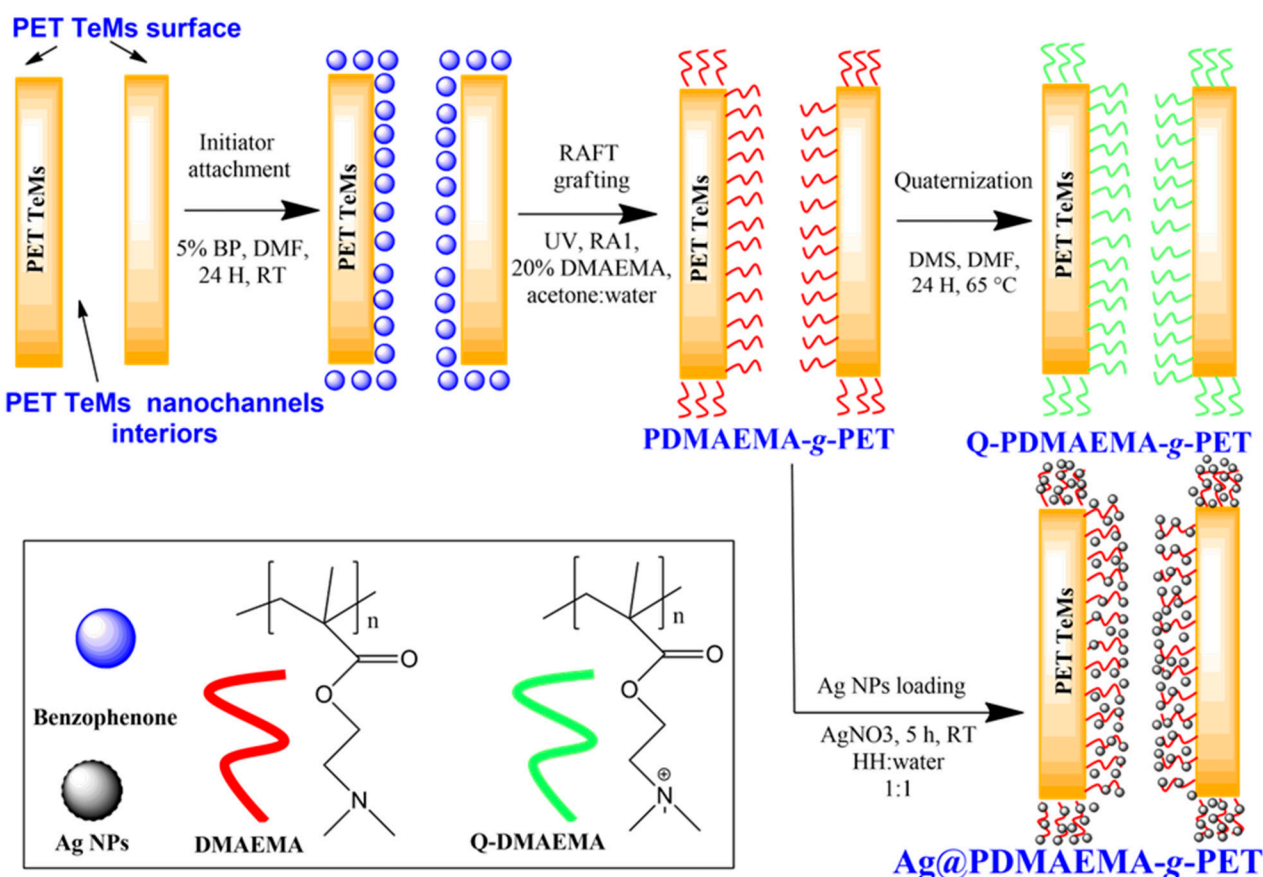 PET TeMs surface
PET TeMs
Initiator
attachment
5% BP, DMF,
24 H, RT
PET TeMs
RAFT
grafting
UV, RA1,
20% DMAEMA,
acetone:water
PET TeMs
Quaternization
DMS, DMF,
24 H, 65 °C
PET TeMs
PET TeMs nanochannels
interiors
PDMAEMA-g-PET
Q-PDMAEMA-g-PET
Benzophenone
Ag NPs
n
O
O
N
DMAEMA
n
O
O
N
⊕
Q-DMAEMA
Ag NPs loading
AgNO3, 5 h, RT
HH:water
1:1
PET TeMs
Ag@PDMAEMA-g-PET